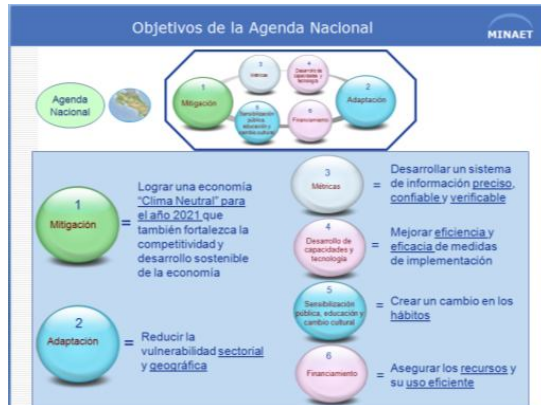 Objetivos de la Agenda Nacional
MINAET
Agenda
Nacional
1
Mitigación
3
Métricas
4
Desarrollo de
capacidades y
tecnología
2
Adaptación
5
Sensibilización
pública,
educación y
cambio cultural
6
Financiamiento
1
Mitigación
=
Lograr una economía
“Clima Neutral” para
el año 2021 que
también fortalezca la
competitividad y
desarrollo sostenible
de la economía
2
Adaptación
=
Reducir la
vulnerabilidad sectorial
y geográfica
3
Métricas
=
Desarrollar un sistema
de información preciso,
confiable y verificable
4
Desarrollo de
capacidades y
tecnología
=
Mejorar eficiencia y
eficacia de medidas
de implementación
5
Sensibilización
pública, educación y
cambio cultural
=
Crear un cambio en los
hábitos
6
Financiamiento
=
Asegurar los recursos y
su uso eficiente